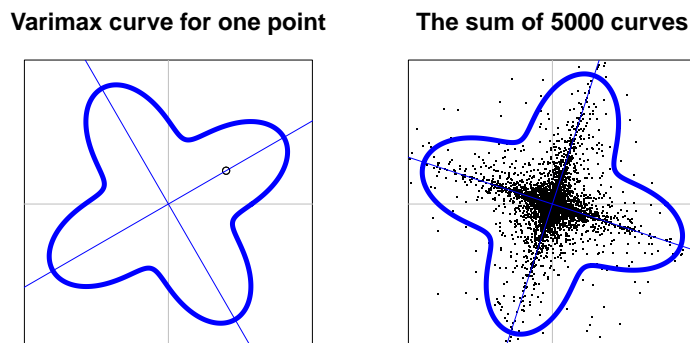 Varimax curve for one point
The sum of 5000 curves